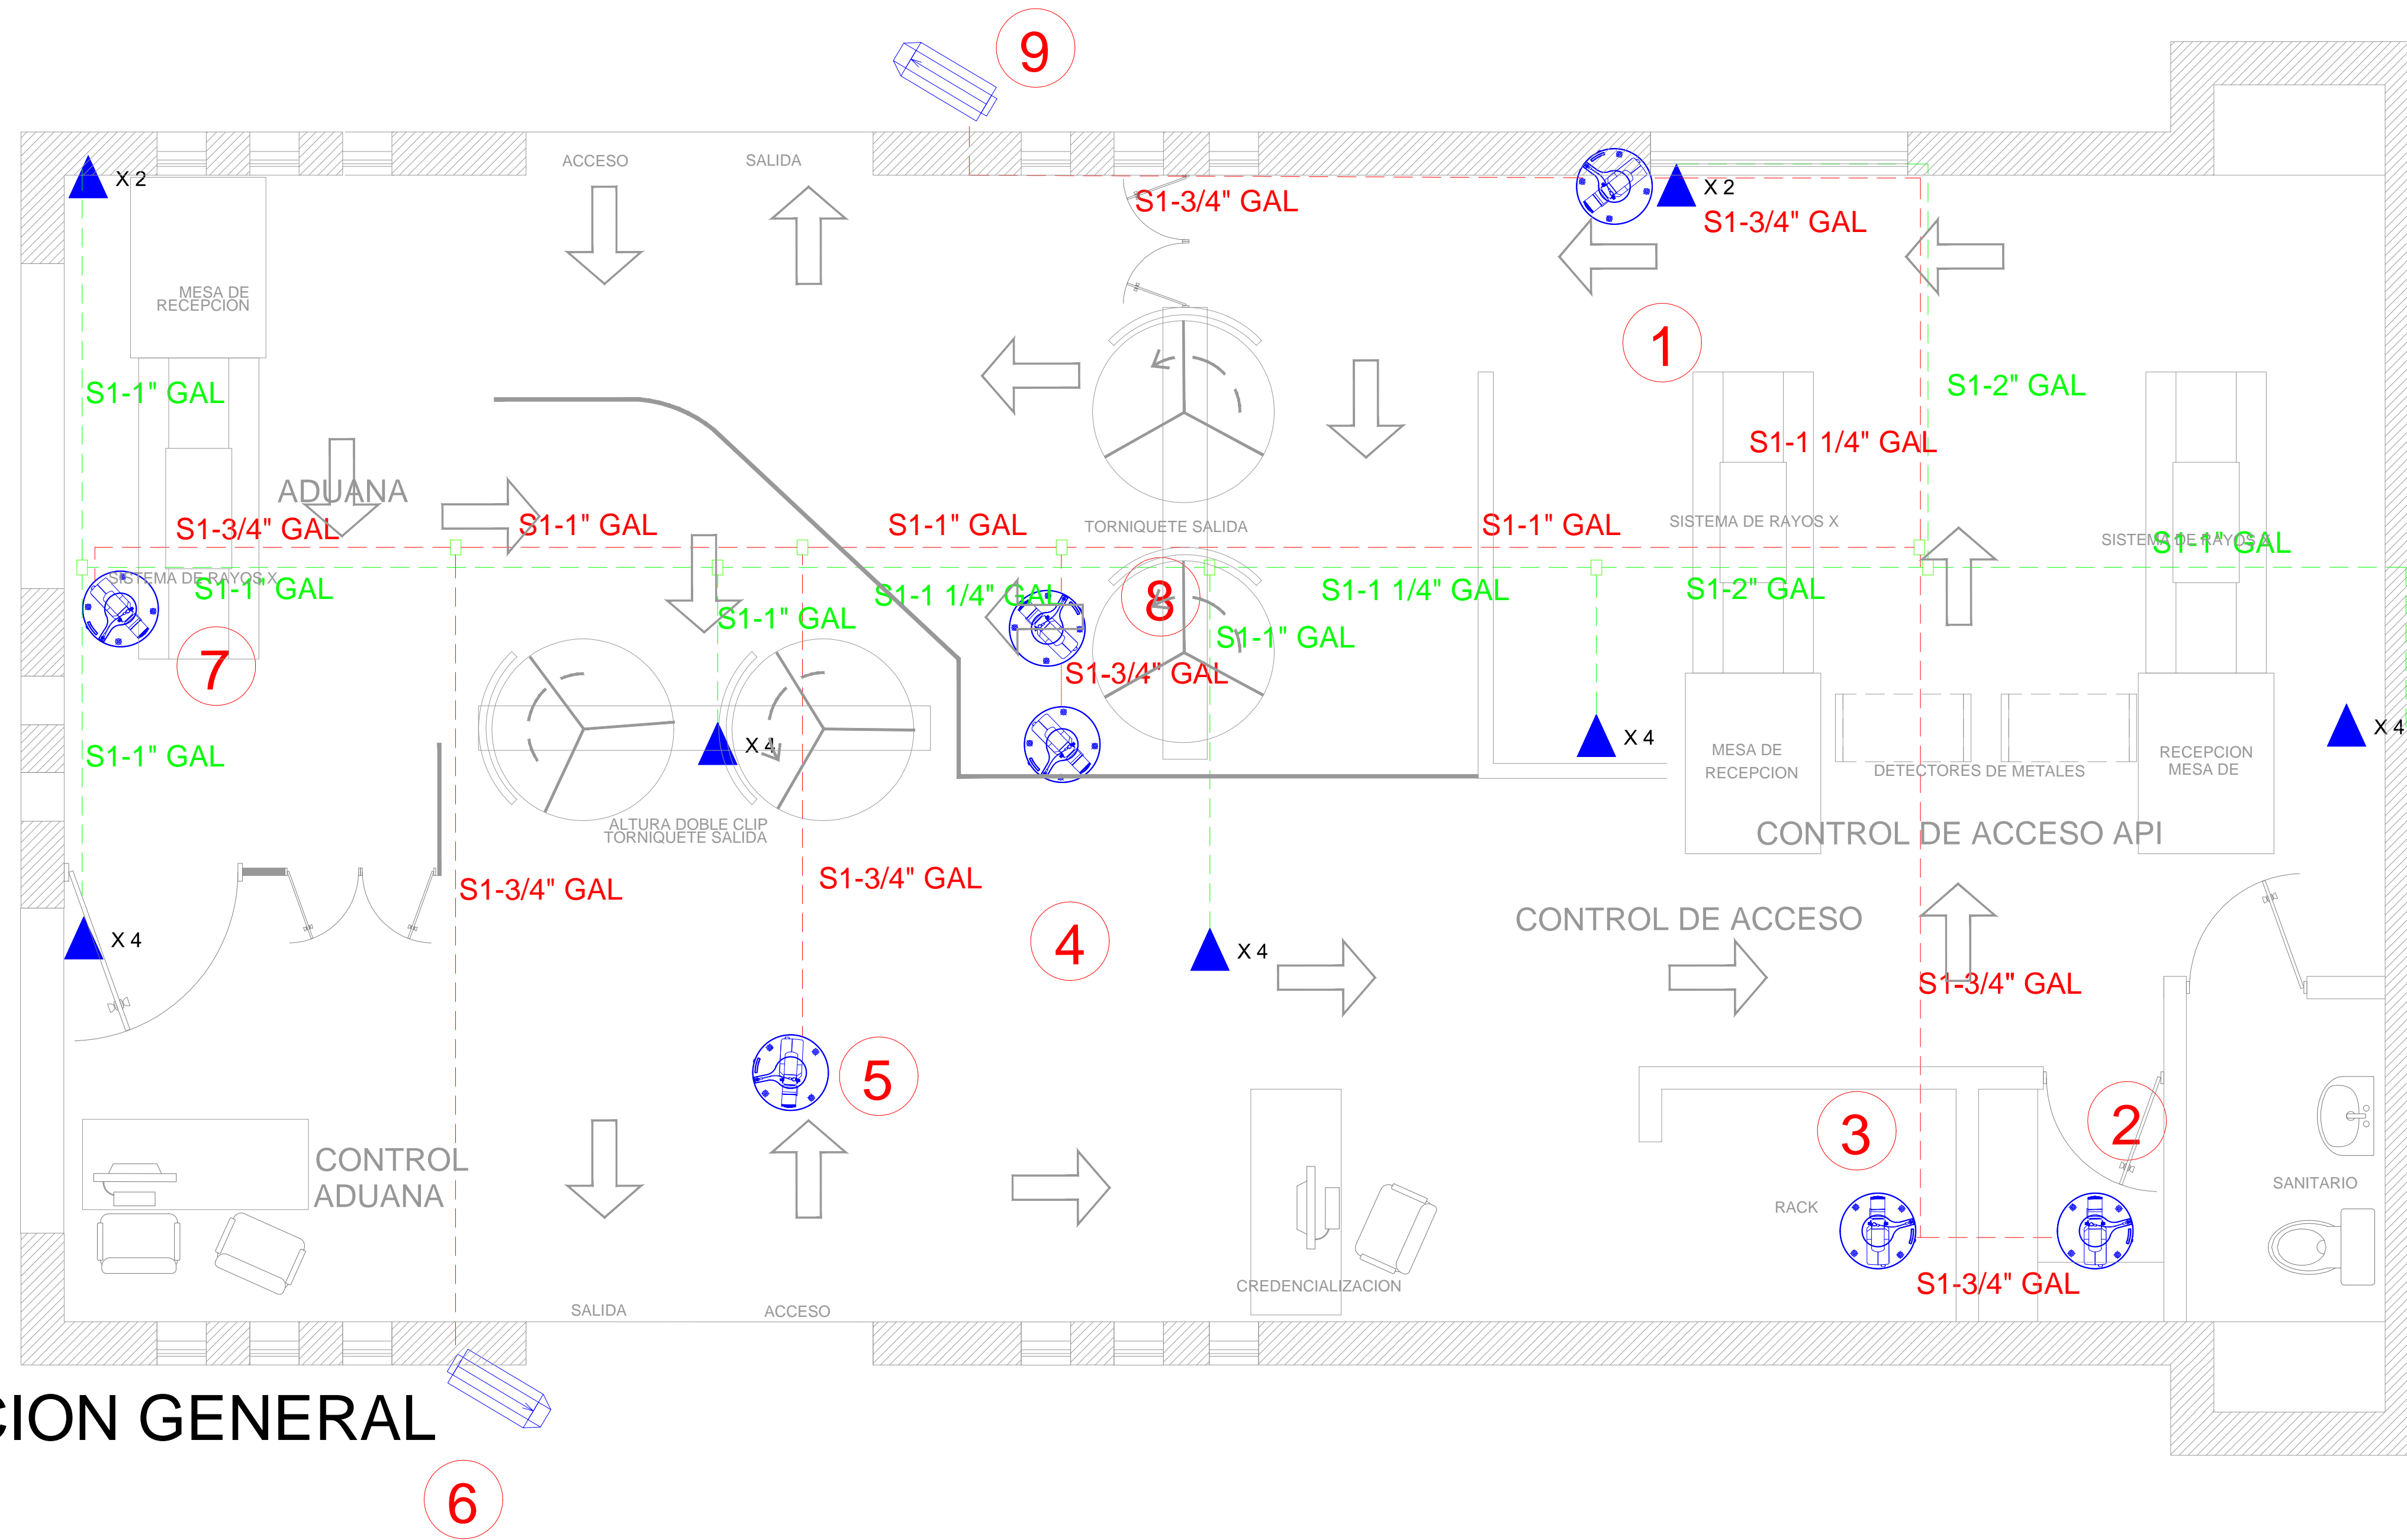 9
ACCESO
SALIDA
X 2
X 2
S1-3/4" GAL
S1-3/4" GAL
MESA DE
RECEPCION
1
S1-1" GAL
S1-2" GAL
S1-1 1/4" GAL
ADUANA
S1-3/4" GAL
S1-1" GAL
S1-1" GAL
TORNIQUETE SALIDA
S1-1" GAL
SISTEMA DE RAYOS X
SISTEMA DE RAYOS X
S1-1" GAL
SISTEMA DE RAYOS X
S1-1" GAL
S1-1" GAL
S1-1 1/4" GAL
8
S1-1 1/4" GAL
S1-2" GAL
S1-1" GAL
7
S1-3/4" GAL
X 4
X 4
X 4
S1-1" GAL
MESA DE
RECEPCION
RECEPCION
MESA DE
DETECTORES DE METALES
ALTURA DOBLE CLIP
TORNIQUETE SALIDA
CONTROL DE ACCESO API
S1-3/4" GAL
S1-3/4" GAL
CONTROL DE ACCESO
X 4
4
X 4
S1-3/4" GAL
5
3
2
CONTROL
ADUANA
RACK
SANITARIO
CREDENCIALIZACION
S1-3/4" GAL
SALIDA
ACCESO
CION GENERAL
6